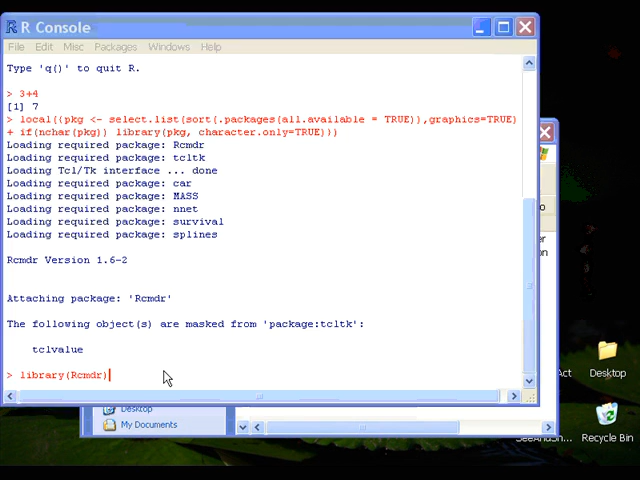 R Console
File Edit Misc Packages Windows Help
Type 'q()' to quit R.
> 3+4
[1] 7
> local({pkg <- select.list(sort(.packages(all.available = TRUE)),graphics=TRUE)
+ if(nchar(pkg)) library(pkg, character.only=TRUE)})
Loading required package: Rcmdr
Loading required package: tcltk
Loading Tcl/Tk interface ... done
Loading required package: car
Loading required package: MASS
Loading required package: nnet
Loading required package: survival
Loading required package: splines
Rcmdr Version 1.6-2
Attaching package: 'Rcmdr'
The following object(s) are masked from 'package:tcltk':
tclvalue
> library(Rcmdr)
Desktop
My Documents
Act
Desktop
Recycle Bin